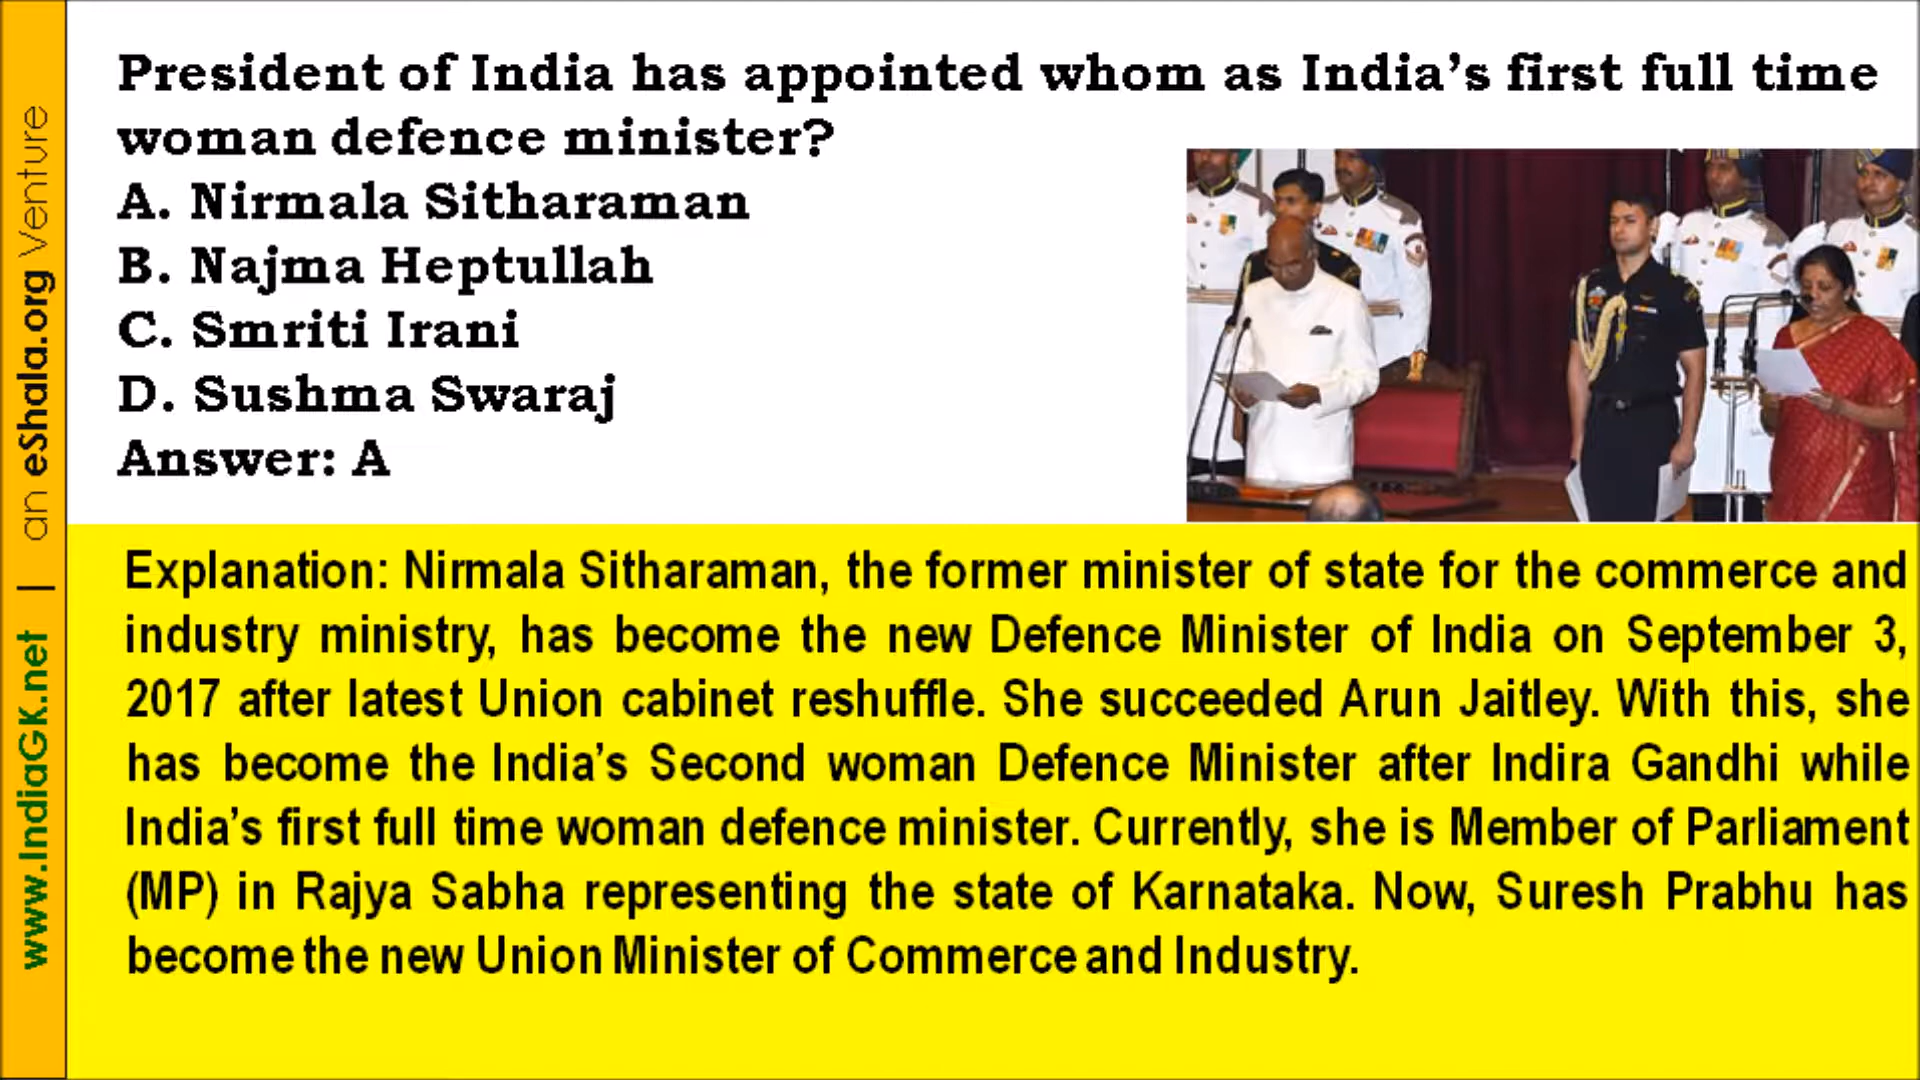 President of India has appointed whom as India's first full time
woman defence minister?
A. Nirmala Sitharaman
B. Najma Heptullah
C. Smriti Irani
D. Sushma Swaraj
Answer: A
Explanation: Nirmala Sitharaman, the former minister of state for the commerce and
industry ministry, has become the new Defence Minister of India on September 3,
2017 after latest Union cabinet reshuffle. She succeeded Arun Jaitley. With this, she
has become the India's Second woman Defence Minister after Indira Gandhi while
India's first full time woman defence minister. Currently, she is Member of Parliament
(MP) in Rajya Sabha representing the state of Karnataka. Now, Suresh Prabhu has
become the new Union Minister of Commerce and Industry.
www.IndiaGK.net | an eShala.org Venture